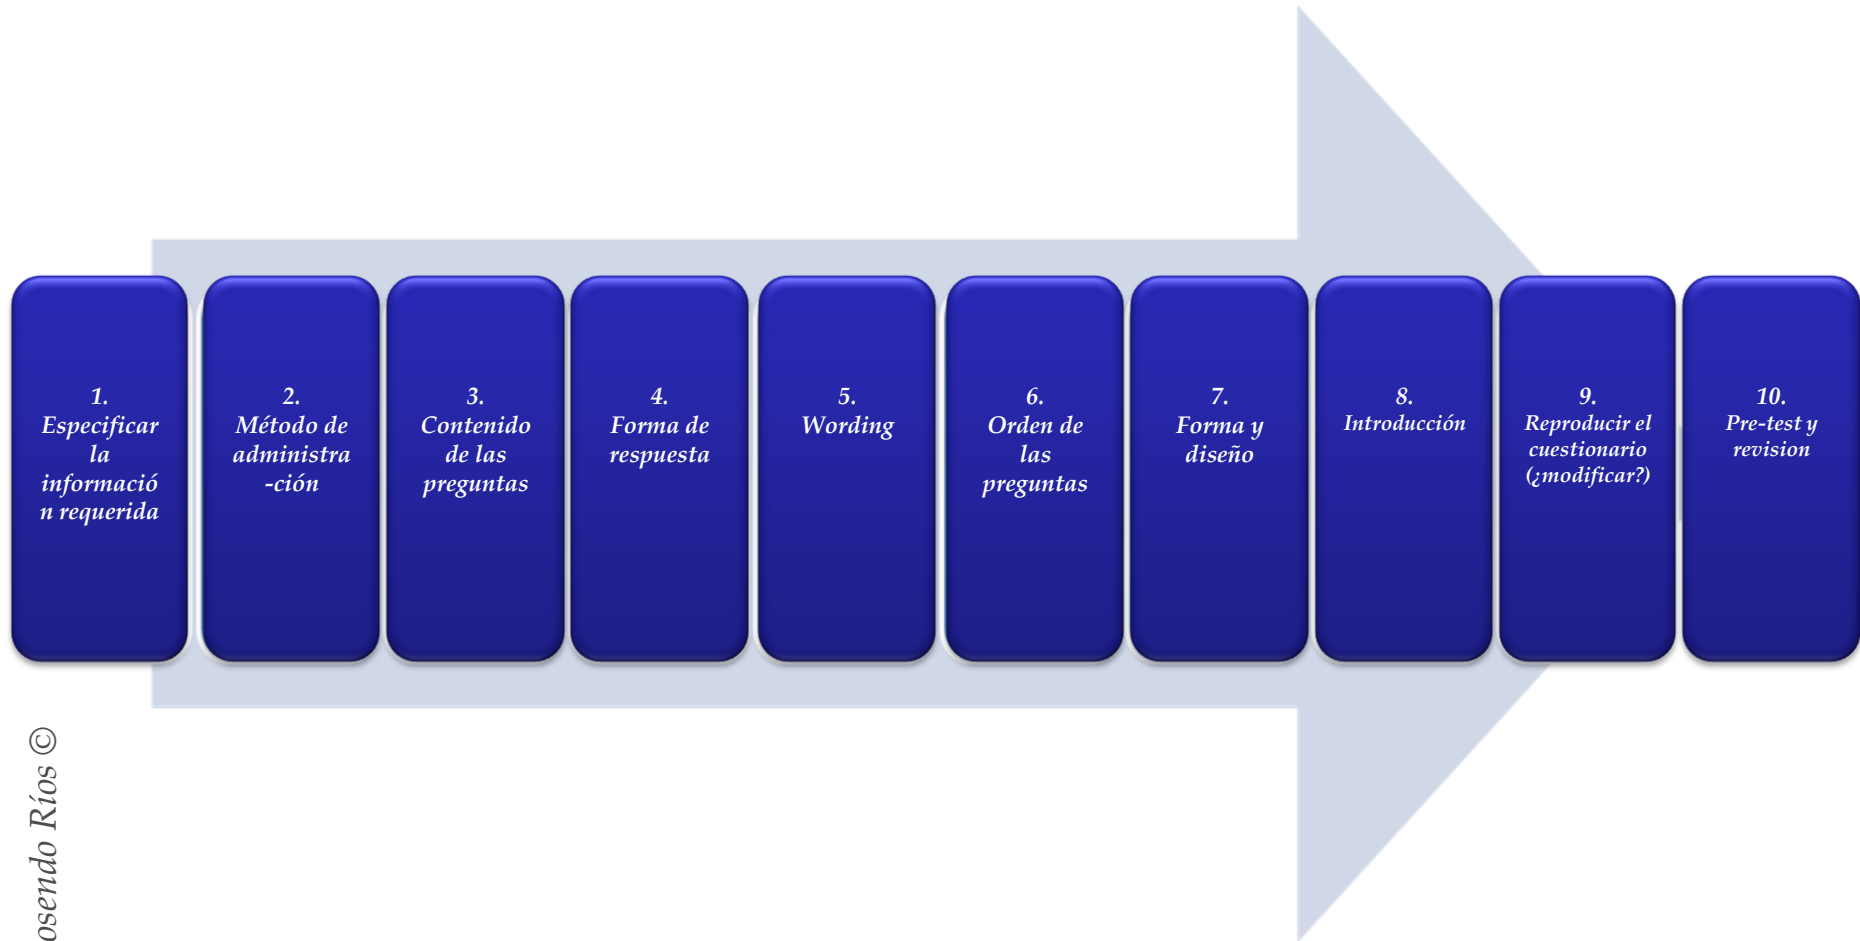 1.
Especificar
la
informació
n requerida
2.
Método de
administra
-ción
3.
Contenido
de las
preguntas
4.
Forma de
respuesta
5.
Wording
6.
Orden de
las
preguntas
7.
Forma y
diseño
8.
Introducción
9.
Reproducir el
cuestionario
(¿modificar?)
10.
Pre-test y
revision
osendo Ríos ©